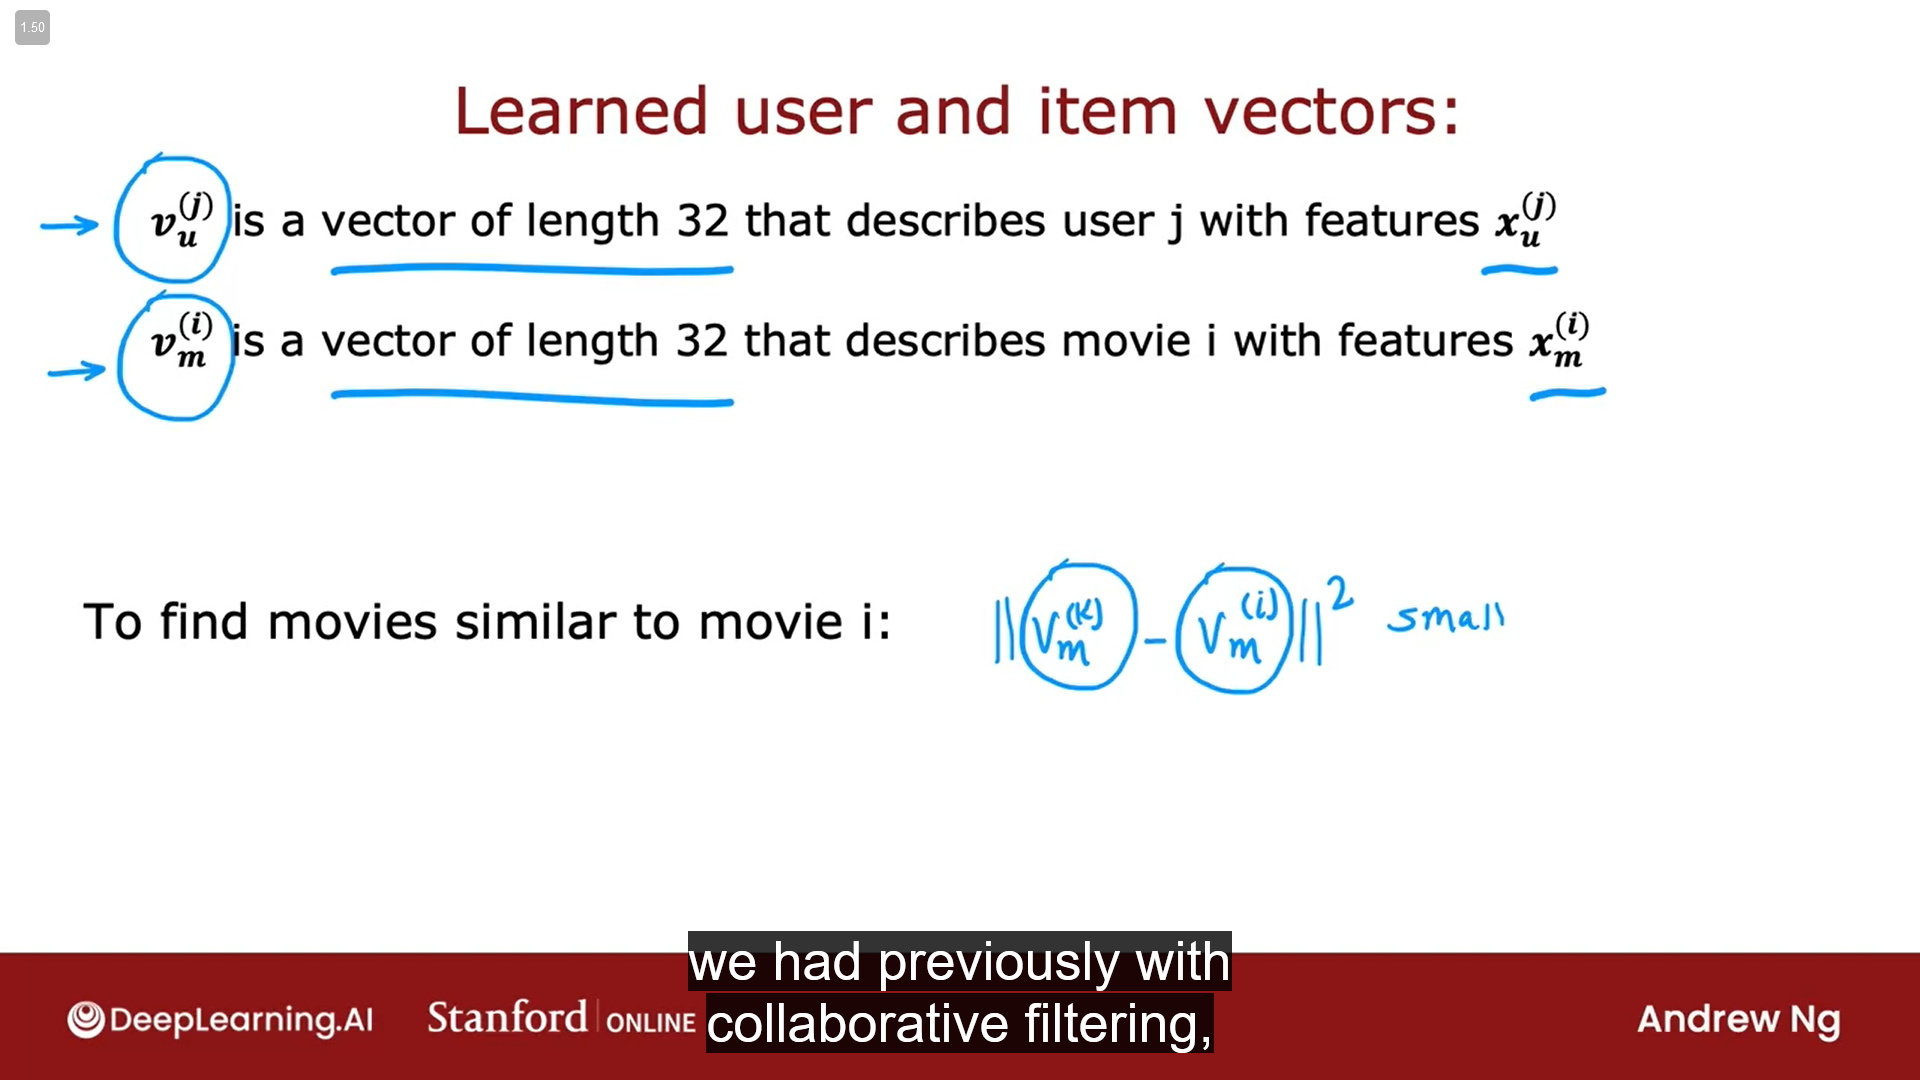 1.50
Learned user and item vectors:
v_u^(j) is a vector of length 32 that describes user j with features x_u^(j)
v_m^(i) is a vector of length 32 that describes movie i with features x_m^(i)
To find movies similar to movie i: ||v_m^(k) - v_m^(i)||^2 small
we had previously with
collaborative filtering,
DeepLearning.AI Stanford | ONLINE Andrew Ng